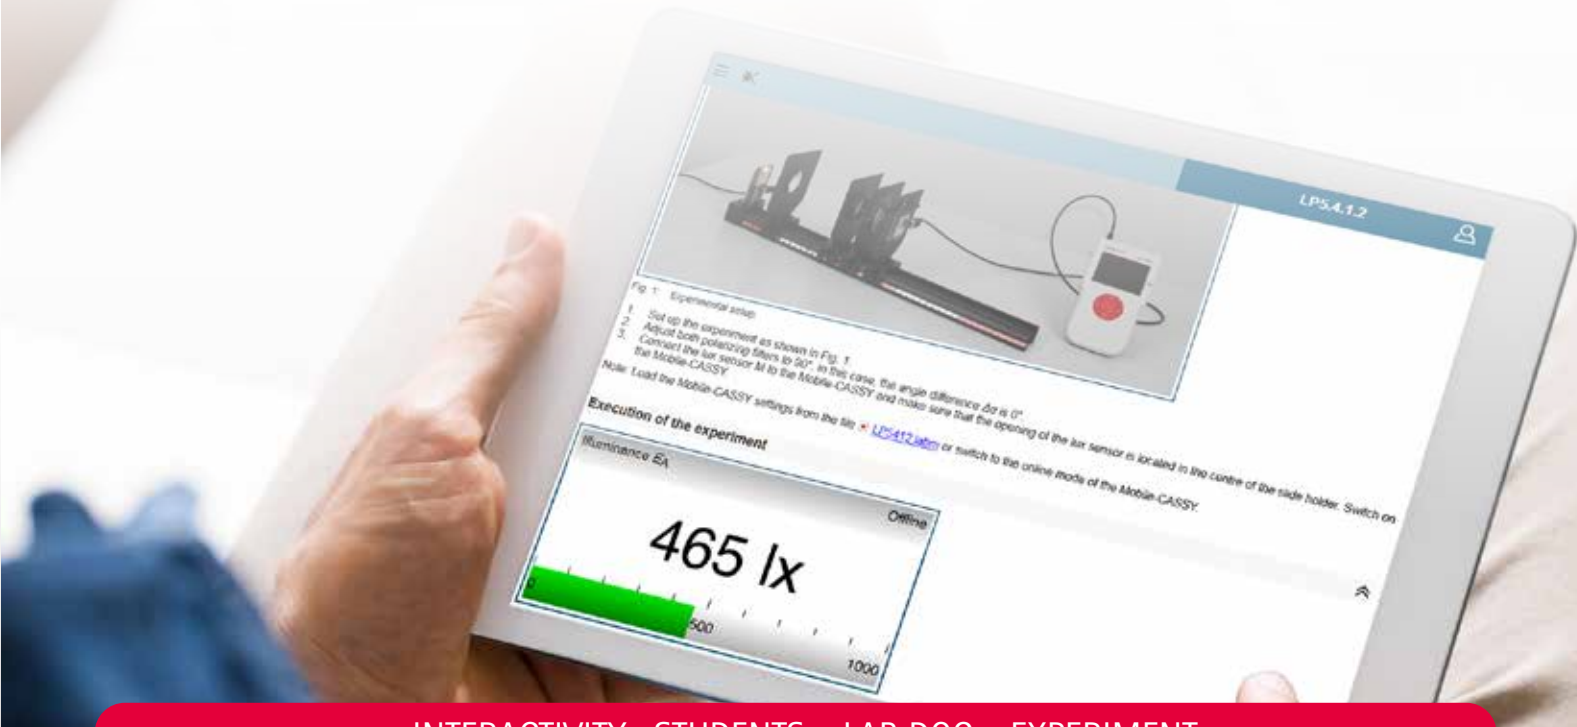 LP5.4.1.2
Fig. 1: Experimental setup
1. Set up the experiment as shown in Fig. 1.
2. Adjust both polarizing filters to 90°. In this case, the angle difference Δα is 0°.
3. Connect the lux sensor M to the Mobile-CASSY and make sure that the opening of the lux sensor is located in the centre of the slide holder. Switch on
the Mobile-CASSY.
Note: Load the Mobile-CASSY settings from the file LP5412.labm or switch to the online mode of the Mobile-CASSY.
Execution of the experiment
Illuminance EA
Offline
465 lx
0
500
1000